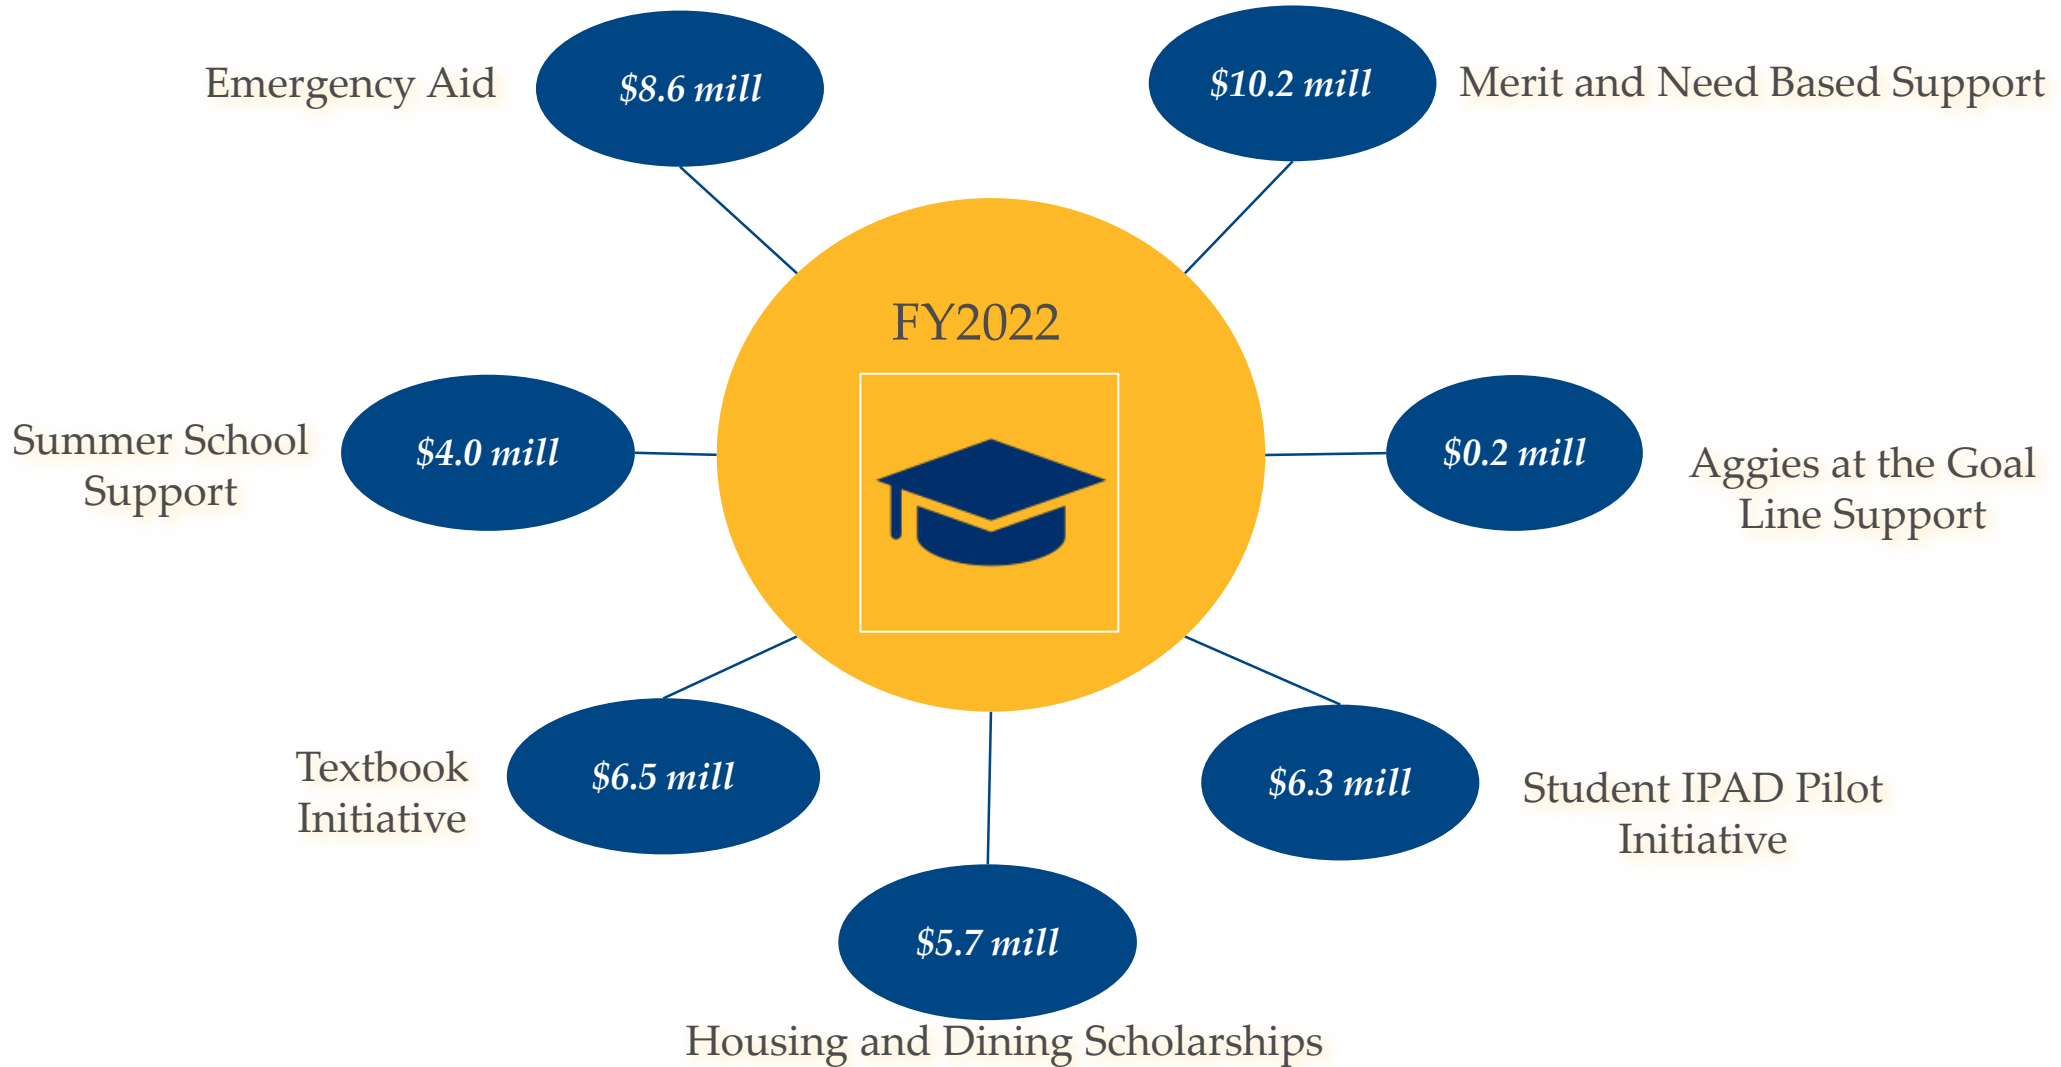 Emergency Aid
$8.6 mill
$10.2 mill
Merit and Need Based Support
FY2022
Summer School
Support
$4.0 mill
$0.2 mill
Aggies at the Goal
Line Support
Textbook
Initiative
$6.5 mill
$6.3 mill
Student IPAD Pilot
Initiative
$5.7 mill
Housing and Dining Scholarships